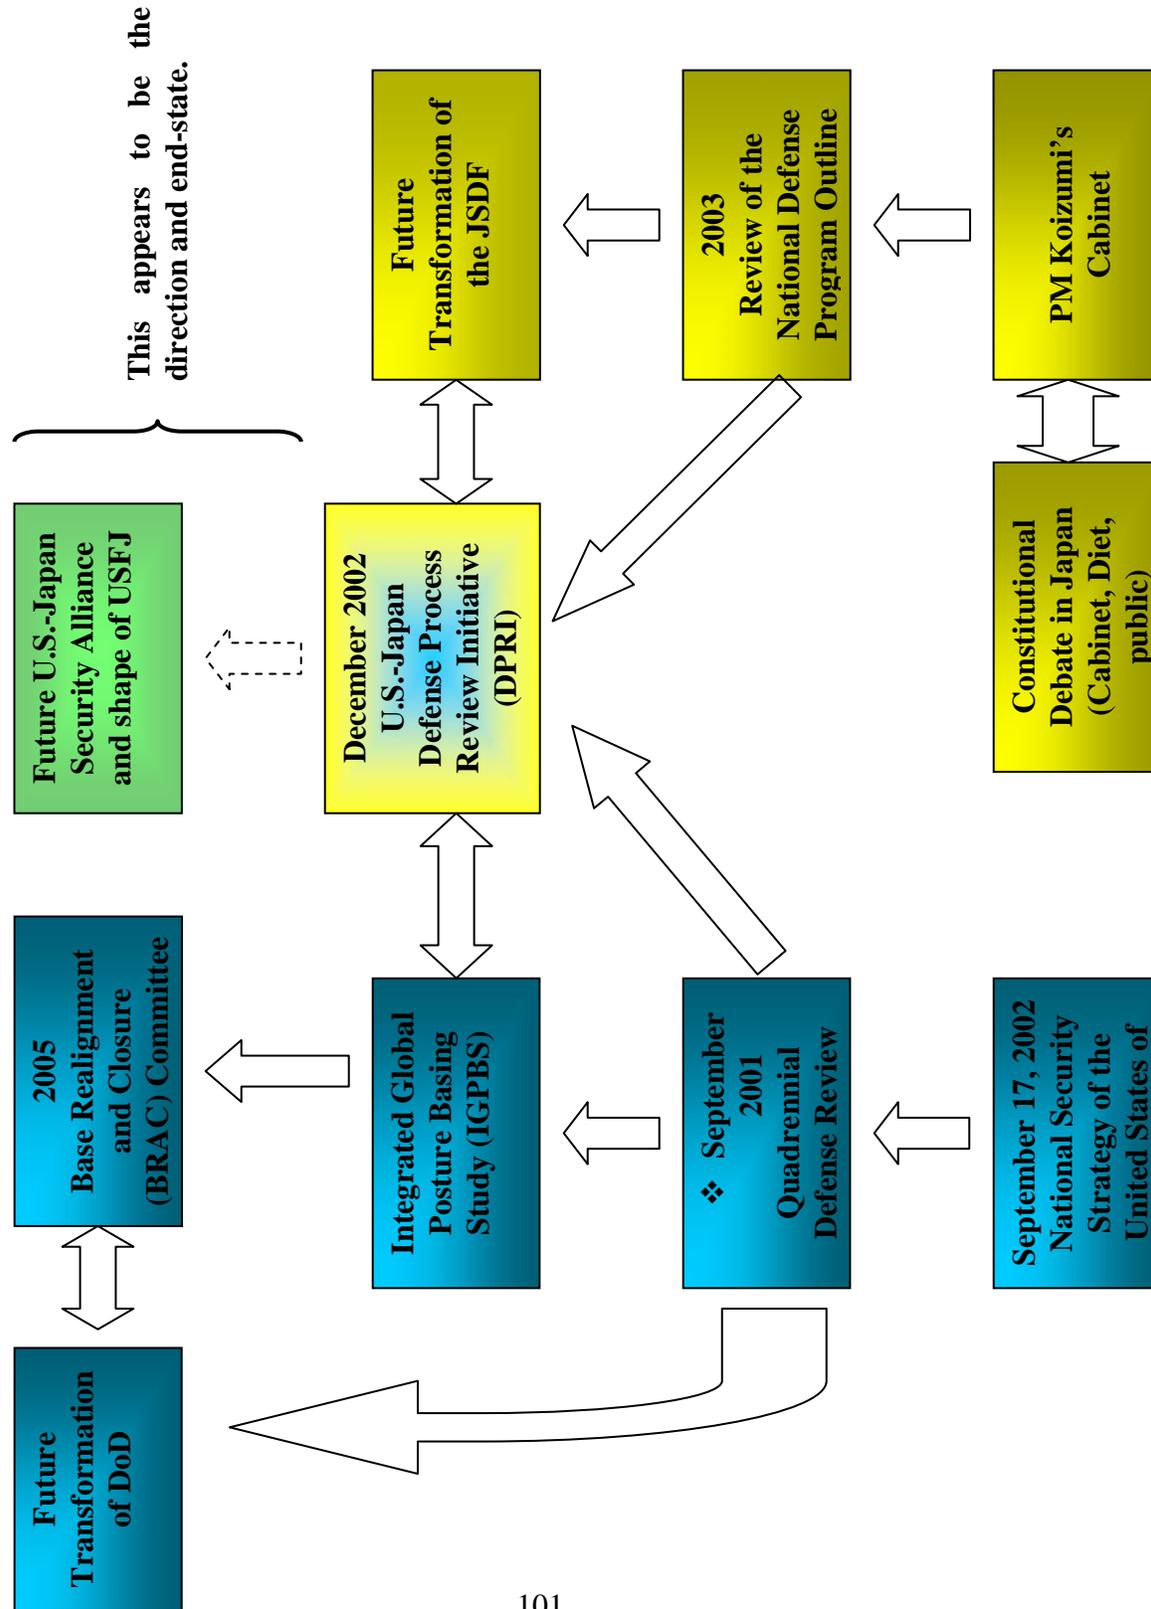 Future
Transformation
of DoD
2005
Base Realignment
and Closure
(BRAC) Committee
Future U.S.-Japan
Security Alliance
and shape of USFJ
This appears to be the
direction and end-state.
Integrated Global
Posture Basing
Study (IGPBS)
December 2002
U.S.-Japan
Defense Process
Review Initiative
(DPRI)
Future
Transformation of
the JSDF
❖ September
2001
Quadrennial
Defense Review
2003
Review of the
National Defense
Program Outline
September 17, 2002
National Security
Strategy of the
United States of
Constitutional
Debate in Japan
(Cabinet, Diet,
public)
PM Koizumi’s
Cabinet
101